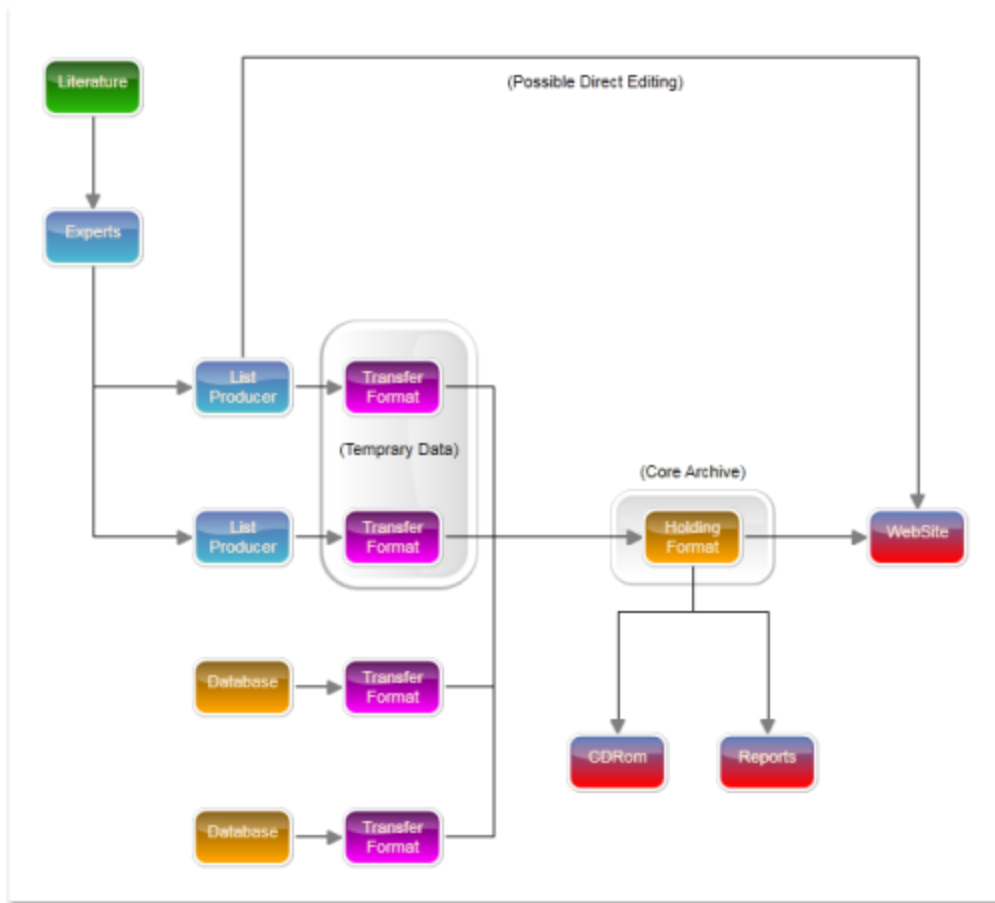 Literature
(Possible Direct Editing)
Experts
List
Producer
Transfer
Format
(Temprary Data)
(Core Archive)
List
Producer
Transfer
Format
Holding
Format
WebSite
Database
Transfer
Format
CDRom
Reports
Database
Transfer
Format